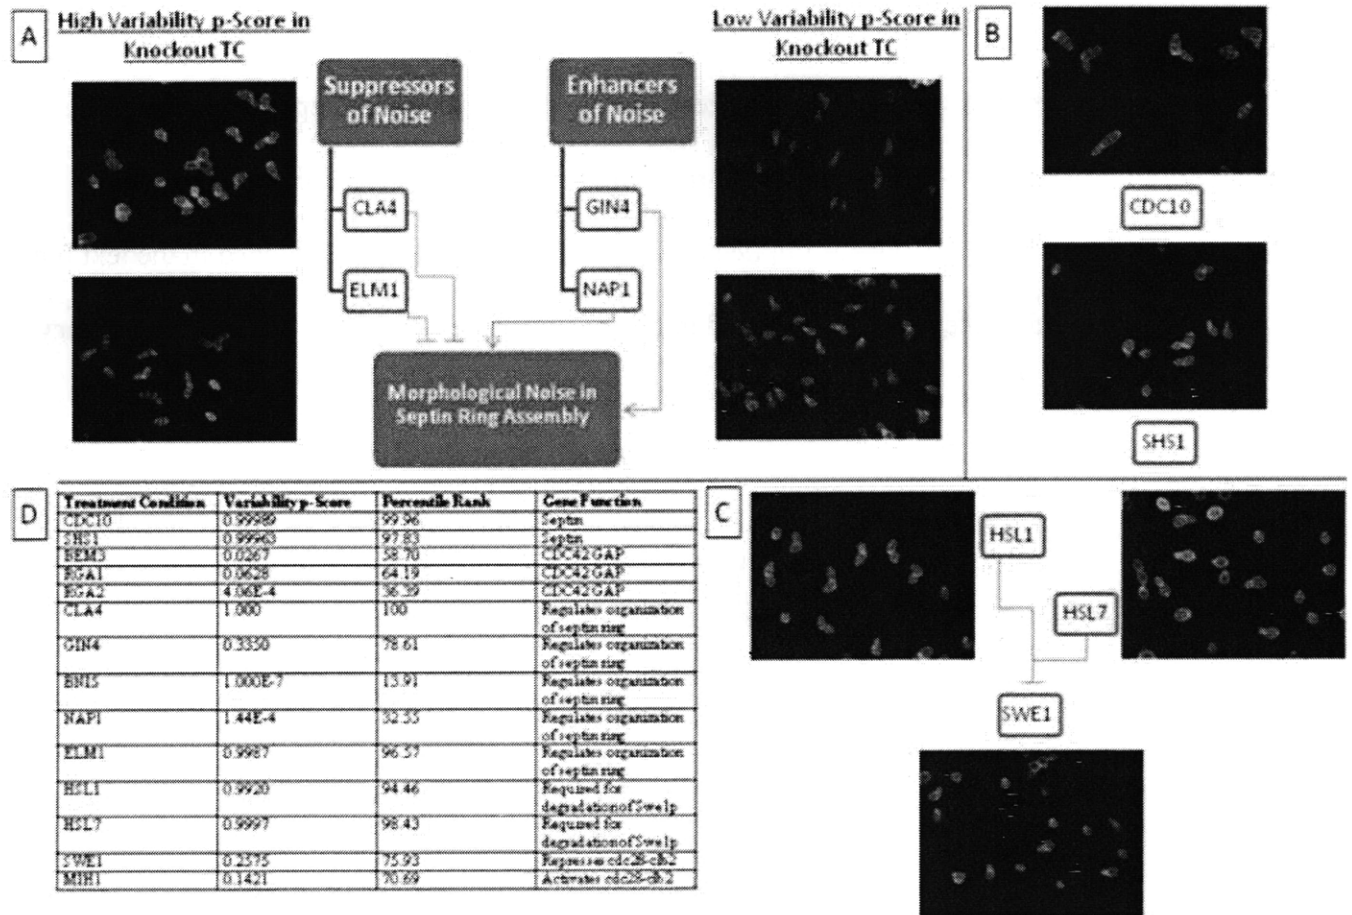 A
High Variability p-Score in
Knockout TC
Suppressors
of Noise
CLA4
ELM1
Enhancers
of Noise
GIN4
NAP1
Morphological Noise in
Septin Ring Assembly
Low Variability p-Score in
Knockout TC
B
CDC10
SHS1
D
Treatment Condition Variability p-Score Percentile Rank Gene Function
CDC10 0.99989 99.96 Septin
SHS1 0.99963 97.83 Septin
BEM3 0.0267 58.70 CDC42 GAP
RGA1 0.0628 64.19 CDC42 GAP
RGA2 4.06E-4 36.39 CDC42 GAP
CLA4 1.000 100 Regulates organization
of septin ring
GIN4 0.3350 78.61 Regulates organization
of septin ring
BNI5 1.000E-7 13.91 Regulates organization
of septin ring
NAP1 1.44E-4 32.55 Regulates organization
of septin ring
ELM1 0.9987 96.57 Regulates organization
of septin ring
HSL1 0.9920 94.46 Required for
degradation of Swe1p
HSL7 0.9997 98.43 Required for
degradation of Swe1p
SWE1 0.2575 75.93 Represses cdc28-clb2
MIH1 0.1421 70.69 Activates cdc28-clb2
C
HSL1
HSL7
SWE1